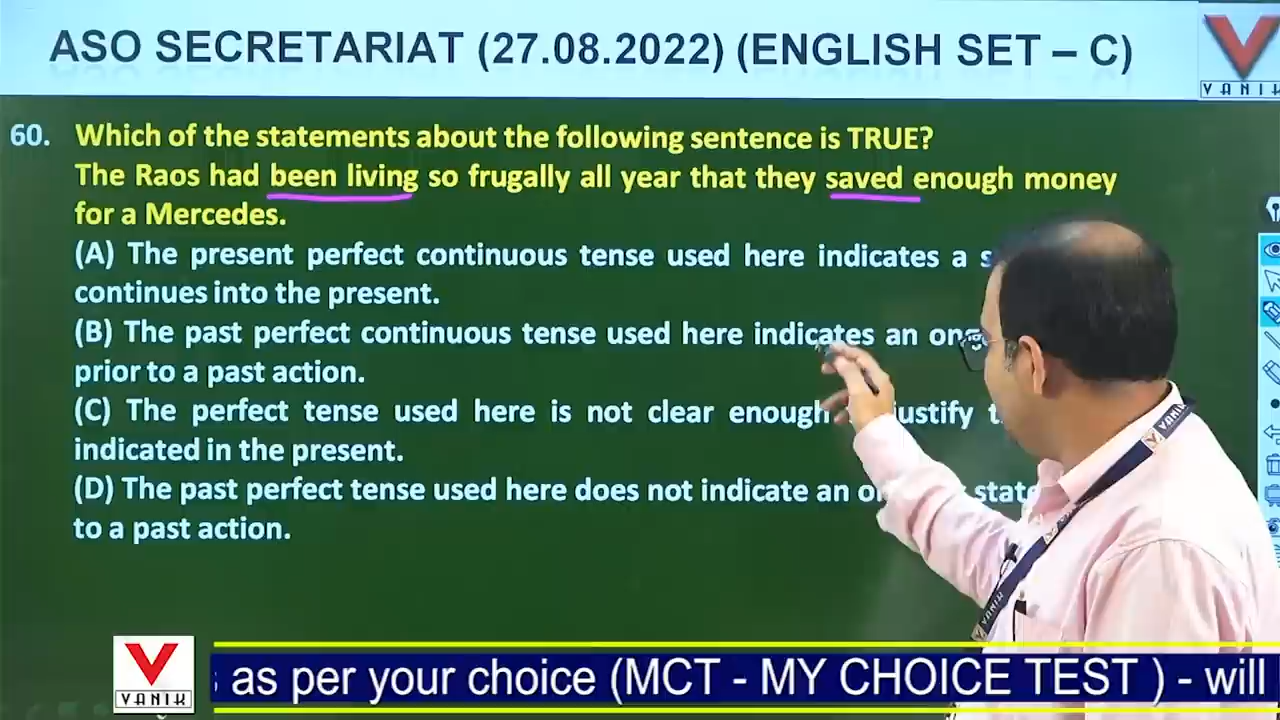 ASO SECRETARIAT (27.08.2022) (ENGLISH SET – C)
VANIK
60. Which of the statements about the following sentence is TRUE?
The Raos had been living so frugally all year that they saved enough money
for a Mercedes.
(A) The present perfect continuous tense used here indicates a
continues into the present.
(B) The past perfect continuous tense used here indicates an
prior to a past action.
(C) The perfect tense used here is not clear enough justify
indicated in the present.
(D) The past perfect tense used here does not indicate an
to a past action.
VANIK
VANIK
VANIK
as per your choice (MCT - MY CHOICE TEST ) - will